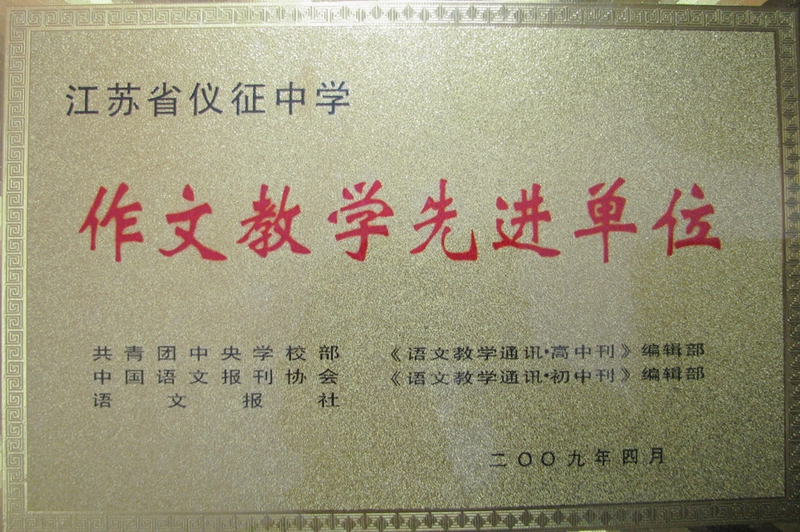 江苏省仪征中学
作文教学先进单位
共青团中央学校部 《语文教学通讯·高中刊》编辑部
中国语文报刊协会 《语文教学通讯·初中刊》编辑部
语文报社
二〇〇九年四月